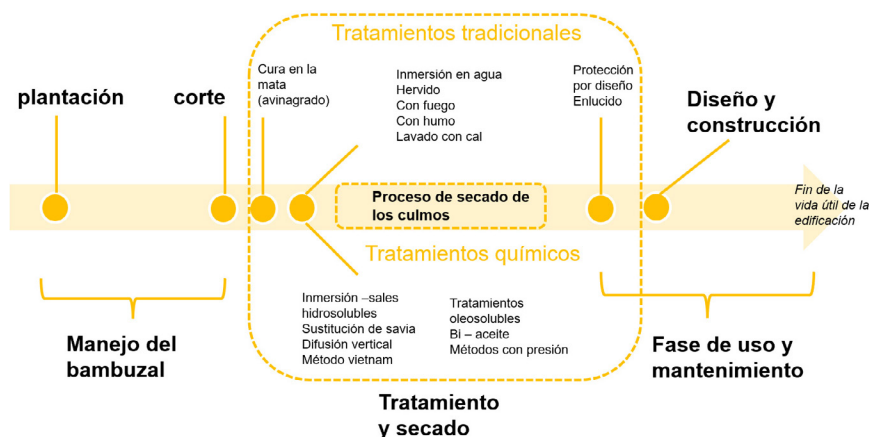 Tratamientos tradicionales
Cura en la
mata
(avinagrado)
Inmersión en agua
Hervido
Con fuego
Con humo
Lavado con cal
Protección
por diseño
Enlucido
plantación
corte
Diseño y
construcción
Proceso de secado de
los culmos
Fin de la
vida útil de la
edificación
Tratamientos químicos
Inmersión –sales
hidrosolubles
Sustitución de savia
Difusión vertical
Método vietnam
Tratamientos
oleosolubles
Bi – aceite
Métodos con presión
Manejo del
bambuzal
Fase de uso y
mantenimiento
Tratamiento
y secado